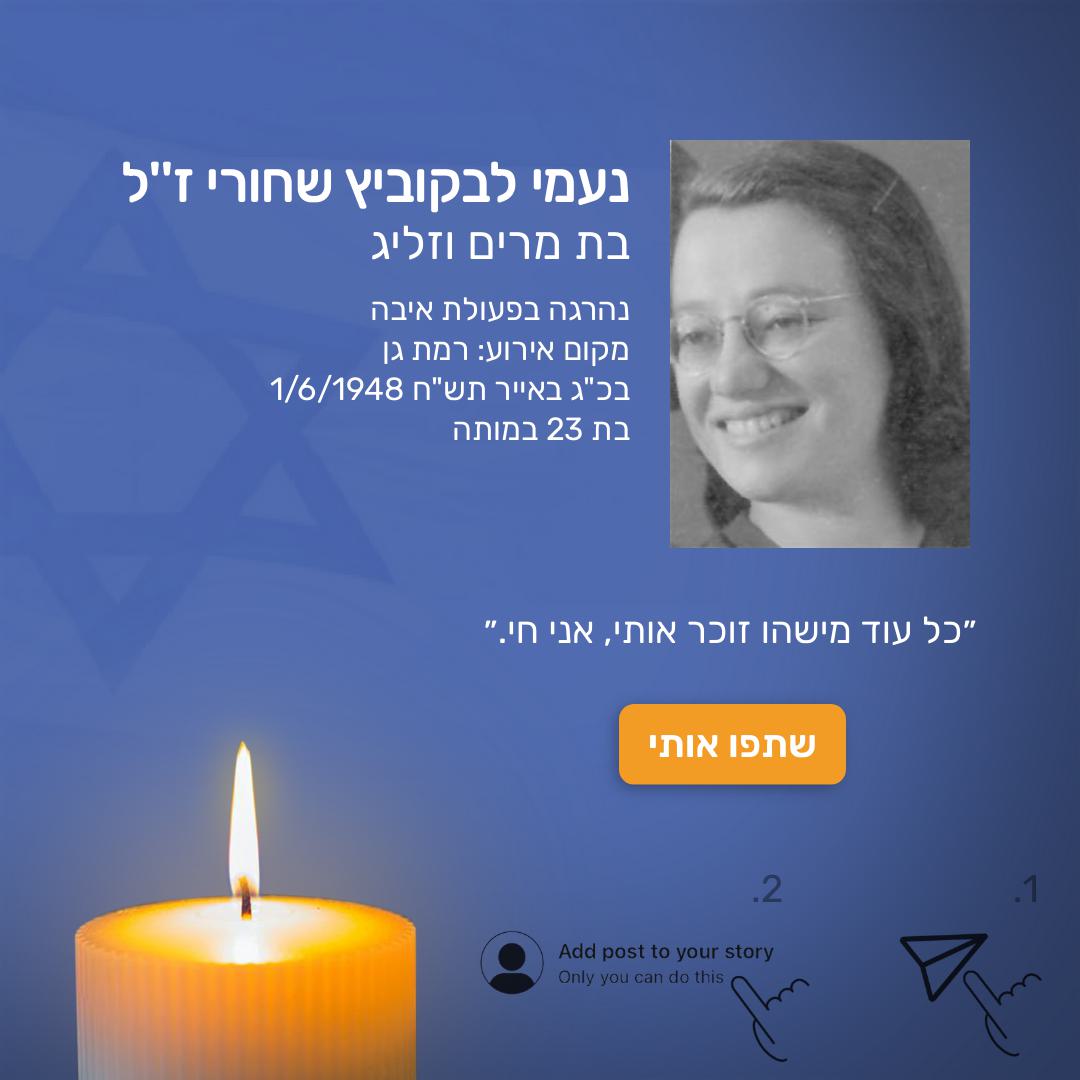 נעמי לבקוביץ שחורי ז"ל
בת מרים וזליג
נהרגה בפעולת איבה
מקום אירוע: רמת גן
בכ"ג באייר תש"ח 1/6/1948
בת 23 במותה
״כל עוד מישהו זוכר אותי, אני חי.״
שתפו אותי
.1
.2
Add post to your story
Only you can do this